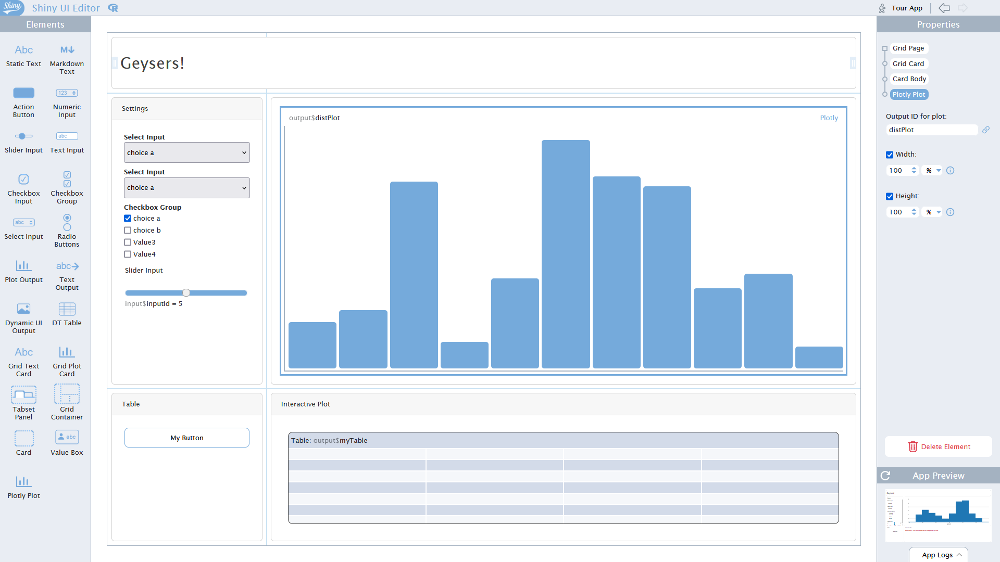 Shiny
Shiny UI Editor
Tour App
Elements
Abc
Static Text
M
Markdown Text
Action Button
123
Numeric Input
Slider Input
abc
Text Input
Checkbox Input
Checkbox Group
abc
Select Input
Radio Buttons
Plot Output
abc
Text Output
Dynamic UI Output
DT Table
Abc
Grid Text Card
Grid Plot Card
Tabset Panel
Grid Container
Card
abc
Value Box
Plotly Plot
Geysers!
Settings
Select Input
choice a
Select Input
choice a
Checkbox Group
choice a
choice b
Value3
Value4
Slider Input
input$inputId = 5
output$distPlot
Plotly
Table
My Button
Interactive Plot
Table: output$myTable
Properties
Grid Page
Grid Card
Card Body
Plotly Plot
Output ID for plot:
distPlot
Width:
100 %
Height:
100 %
Delete Element
App Preview
App Logs